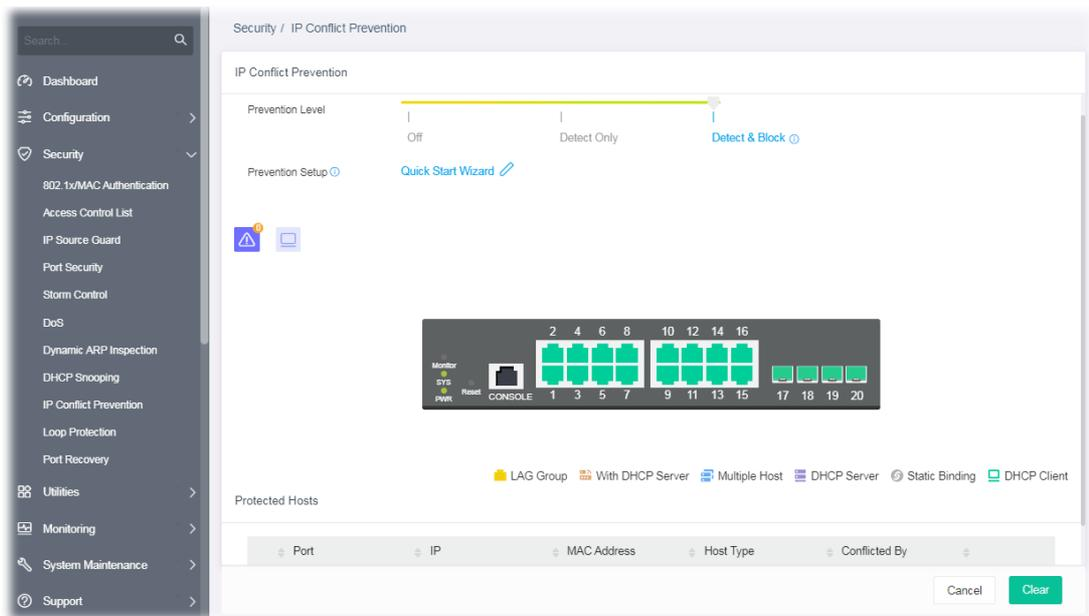 Search...
Dashboard
Configuration
Security
802.1x/MAC Authentication
Access Control List
IP Source Guard
Port Security
Storm Control
DoS
Dynamic ARP Inspection
DHCP Snooping
IP Conflict Prevention
Loop Protection
Port Recovery
Utilities
Monitoring
System Maintenance
Support
Security / IP Conflict Prevention
IP Conflict Prevention
Prevention Level
Off Detect Only Detect & Block
Prevention Setup Quick Start Wizard
0
2 4 6 8 10 12 14 16
Monitor
SYS
PWR Reset CONSOLE 1 3 5 7 9 11 13 15 17 18 19 20
LAG Group With DHCP Server Multiple Host DHCP Server Static Binding DHCP Client
Protected Hosts
Port IP MAC Address Host Type Conflicted By
Cancel Clear